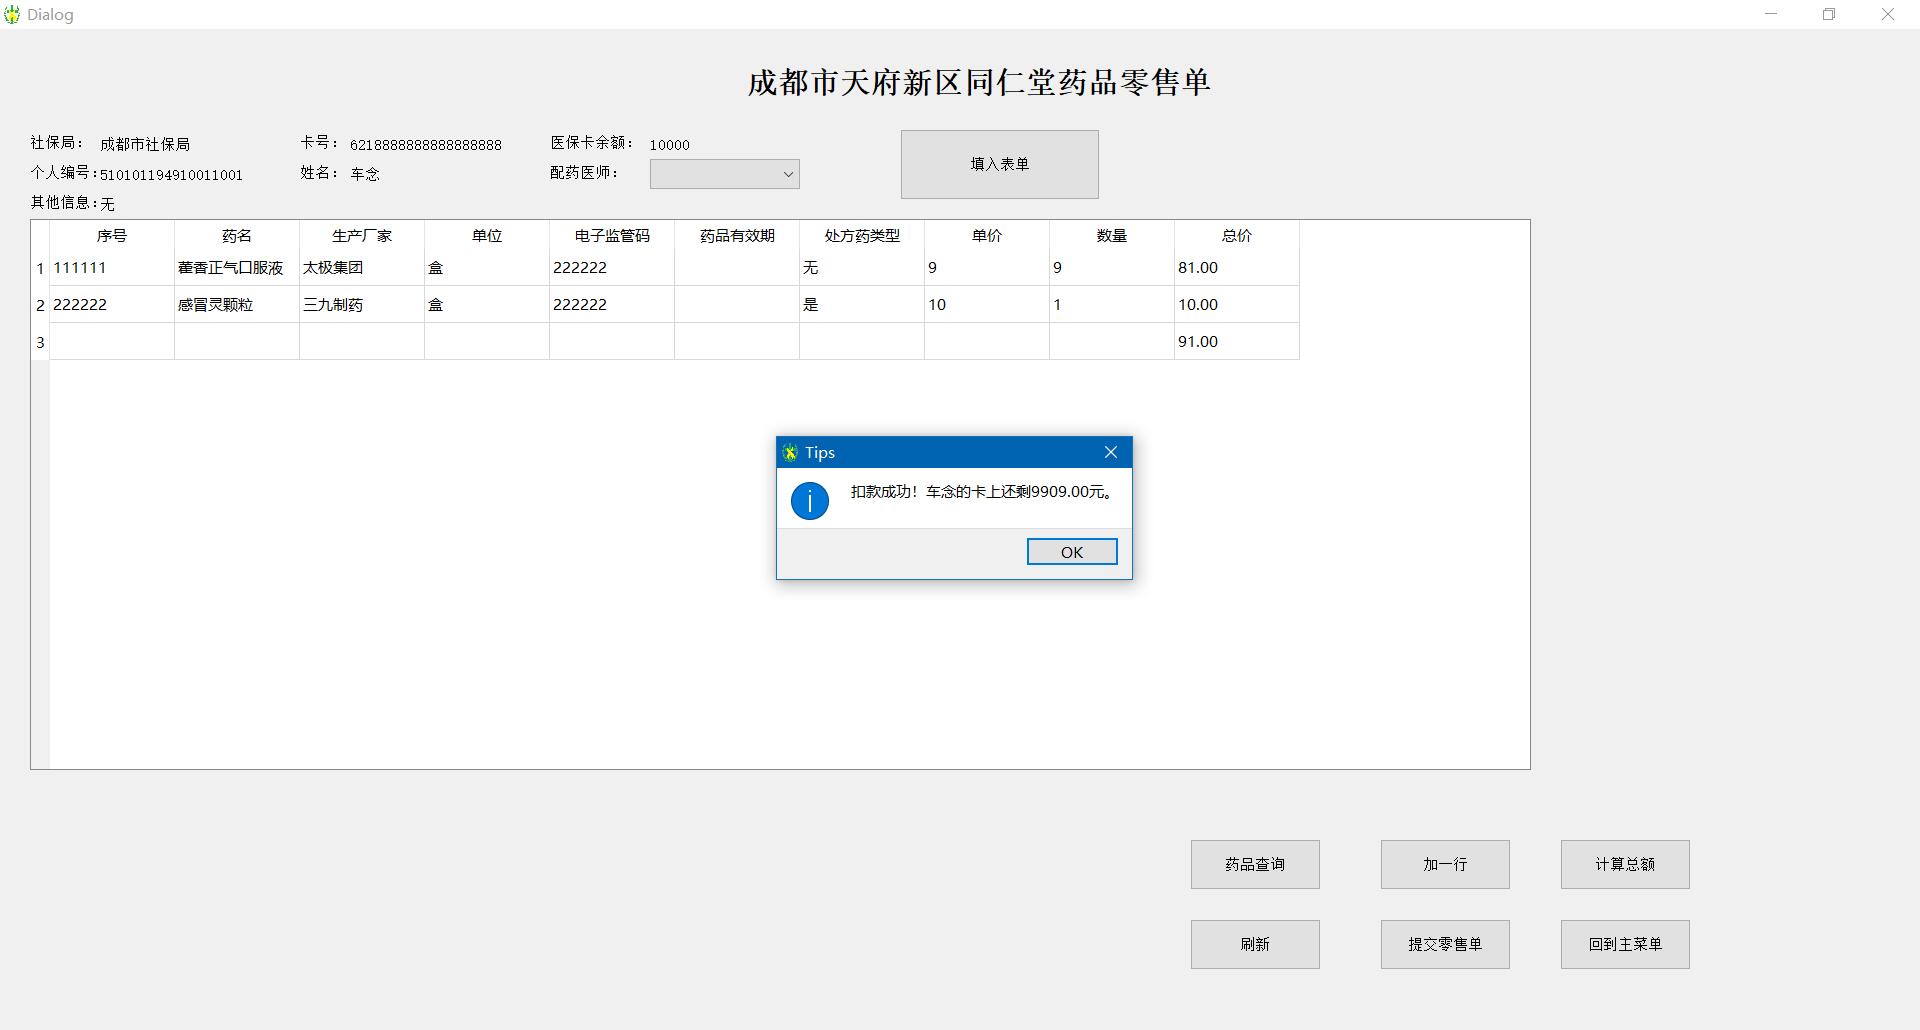 Dialog
成都市天府新区同仁堂药品零售单
社保局： 成都市社保局 卡号： 6218888888888888888 医保卡余额： 10000
填入表单
个人编号:510101194910011001 姓名： 车念 配药医师：
其他信息:无
序号 药名 生产厂家 单位 电子监管码 药品有效期 处方药类型 单价 数量 总价
1 111111 藿香正气口服液 太极集团 盒 222222 无 9 9 81.00
2 222222 感冒灵颗粒 三九制药 盒 222222 是 10 1 10.00
3 91.00
Tips
扣款成功！车念的卡上还剩9909.00元。
OK
药品查询 加一行 计算总额
刷新 提交零售单 回到主菜单